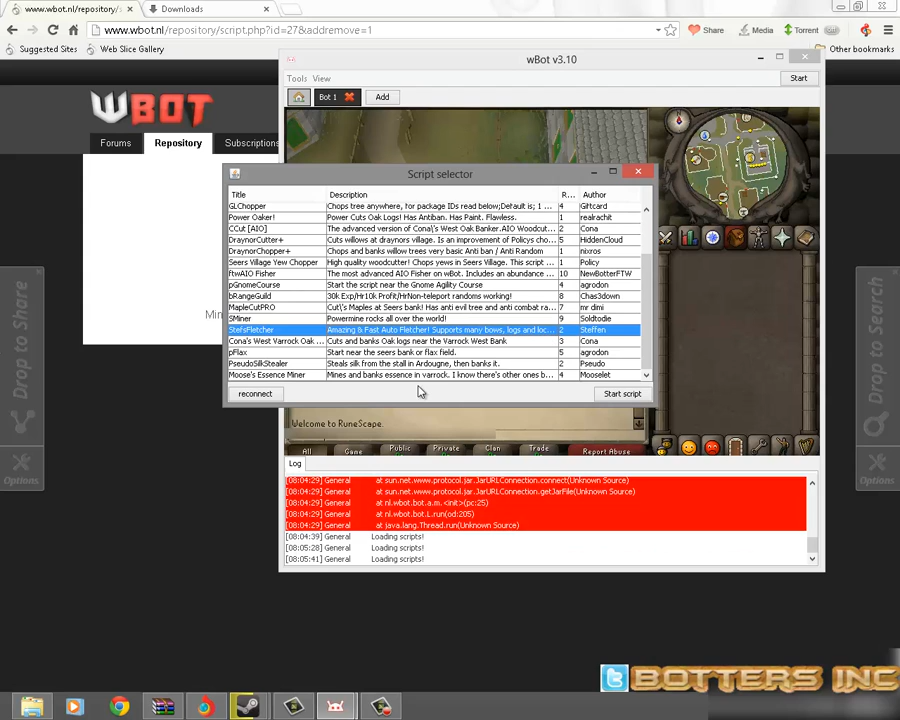 www.wbot.nl/repository/sc
Downloads
www.wbot.nl/repository/script.php?id=27&addremove=1
Share
Media
Torrent
Suggested Sites
Web Slice Gallery
Other bookmarks
wBot v3.10
Tools View
Start
Bot 1
Add
WBOT
Forums
Repository
Subscriptions
Script selector
Title Description R... Author
GLChopper Chops tree anywhere, for package IDs read below;Default is; 1 ... 4 Giftcard
Power Oaker! Power Cuts Oak Logs! Has Antiban. Has Paint. Flawless. 1 realrachit
CCut [AIO] The advanced version of Cona\'s West Oak Banker.AIO Woodcut... 2 Cona
DraynorCutter+ Cuts willows at draynors village. Is an improvement of Policys cho... 5 HiddenCloud
DraynorChopper+ Chops and banks willow trees very basic Anti ban / Anti Random 1 nixros
Seers Village Yew Chopper High quality woodcutter! Chops yews in Seers Village. This script ... 1 Policy
ftwAIO Fisher The most advanced AIO Fisher on wBot. Includes an abundance ... 10 NewBotterFTW
pGnomeCourse Start the script near the Gnome Agility Course 4 agrodon
bRangeGuild 30k Exp/Hr10k Profit/HrNon-teleport randoms working! 8 Chas3down
MapleCutPRO Cut\'s Maples at Seers bank! Has anti evil tree and anti combat ra... 7 mr dimi
SMiner Powermine rocks all over the world! 9 Soldtodie
StefsFletcher Amazing & Fast Auto Fletcher! Supports many bows, logs and loc... 2 Steffen
Cona's West Varrock Oak ... Cuts and banks Oak logs near the Varrock West Bank 3 Cona
pFlax Start near the seers bank or flax field. 5 agrodon
PseudoSilkStealer Steals silk from the stall in Ardougne, then banks it. 2 Pseudo
Moose's Essence Miner Mines and banks essence in varrock. I know there's other ones b... 4 Mooselet
reconnect
Start script
Min
Drop to Share
Options
Drop to Search
Options
Welcome to RuneScape.
All Game Public Private Clan Trade Report Abuse
Log
[08:04:29] General at sun.net.www.protocol.jar.JarURLConnection.connect(Unknown Source)
[08:04:29] General at sun.net.www.protocol.jar.JarURLConnection.getJarFile(Unknown Source)
[08:04:29] General at nl.wbot.bot.a.m.<init>(pc:25)
[08:04:29] General at nl.wbot.bot.L.run(od:205)
[08:04:29] General at java.lang.Thread.run(Unknown Source)
[08:04:39] General Loading scripts!
[08:05:28] General Loading scripts!
[08:05:41] General Loading scripts!
BOTTERS INC